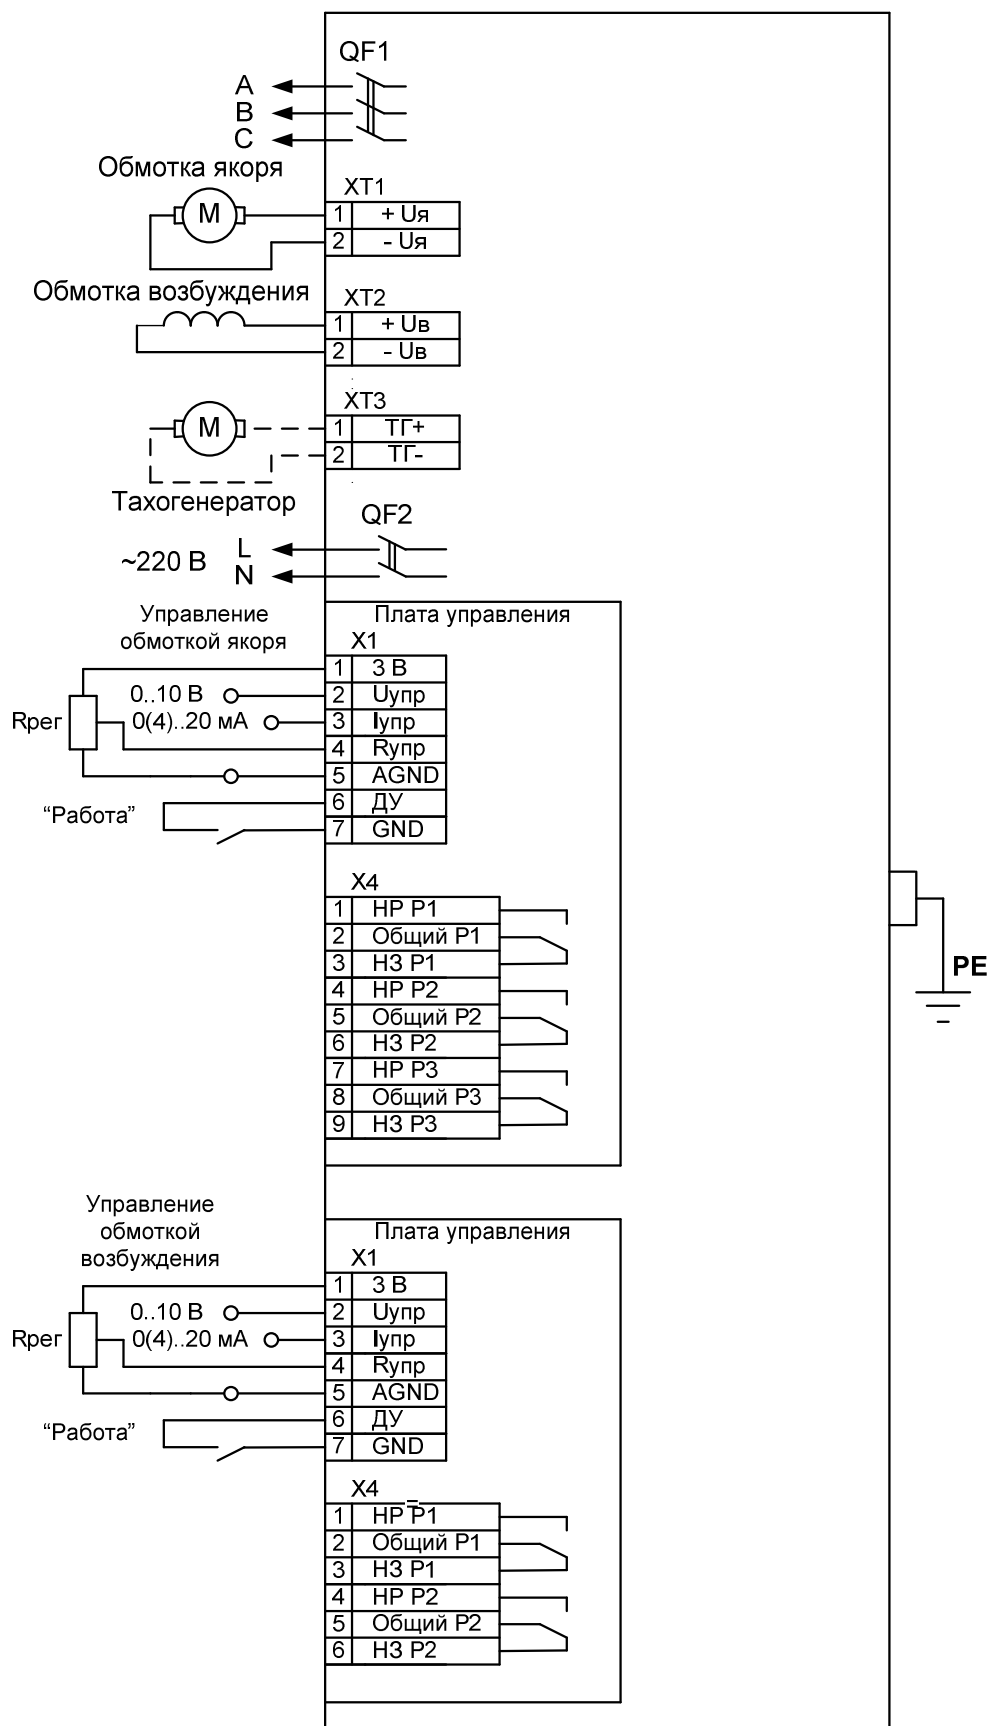 QF1
A
B
C
Обмотка якоря
M
XT1
1 + Uя
2 - Uя
Обмотка возбуждения
XT2
1 + Uв
2 - Uв
XT3
M
1 ТГ+
2 ТГ-
Тахогенератор
QF2
~220 В
L
N
Управление
обмоткой якоря
Плата управления
X1
1 3 В
0..10 В 2 Uупр
Rрег 0(4)..20 мА 3 Iупр
4 Rупр
5 AGND
6 ДУ
“Работа”
7 GND
X4
1 НР Р1
2 Общий Р1
3 НЗ Р1
4 НР Р2
5 Общий Р2
6 НЗ Р2
7 НР Р3
8 Общий Р3
9 НЗ Р3
PE
Управление
обмоткой
возбуждения
Плата управления
X1
1 3 В
0..10 В 2 Uупр
Rрег 0(4)..20 мА 3 Iупр
4 Rупр
5 AGND
6 ДУ
“Работа”
7 GND
X4
1 НР Р1
2 Общий Р1
3 НЗ Р1
4 НР Р2
5 Общий Р2
6 НЗ Р2